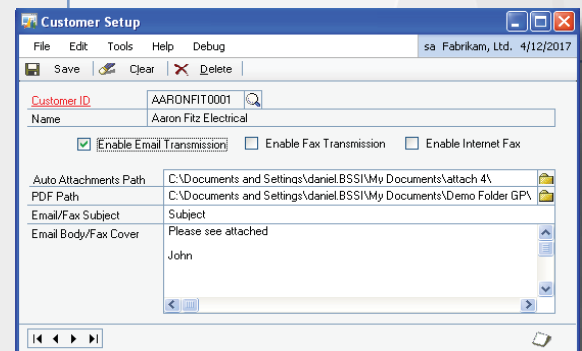 Customer Setup
File Edit Tools Help Debug sa Fabrikam, Ltd. 4/12/2017
Save Clear Delete
Customer ID AARONFIT0001
Name Aaron Fitz Electrical
Enable Email Transmission Enable Fax Transmission Enable Internet Fax
Auto Attachments Path C:\Documents and Settings\daniel.BSSI\My Documents\attach 4\
PDF Path C:\Documents and Settings\daniel.BSSI\My Documents\Demo Folder GP\
Email/Fax Subject Subject
Email Body/Fax Cover Please see attached
John